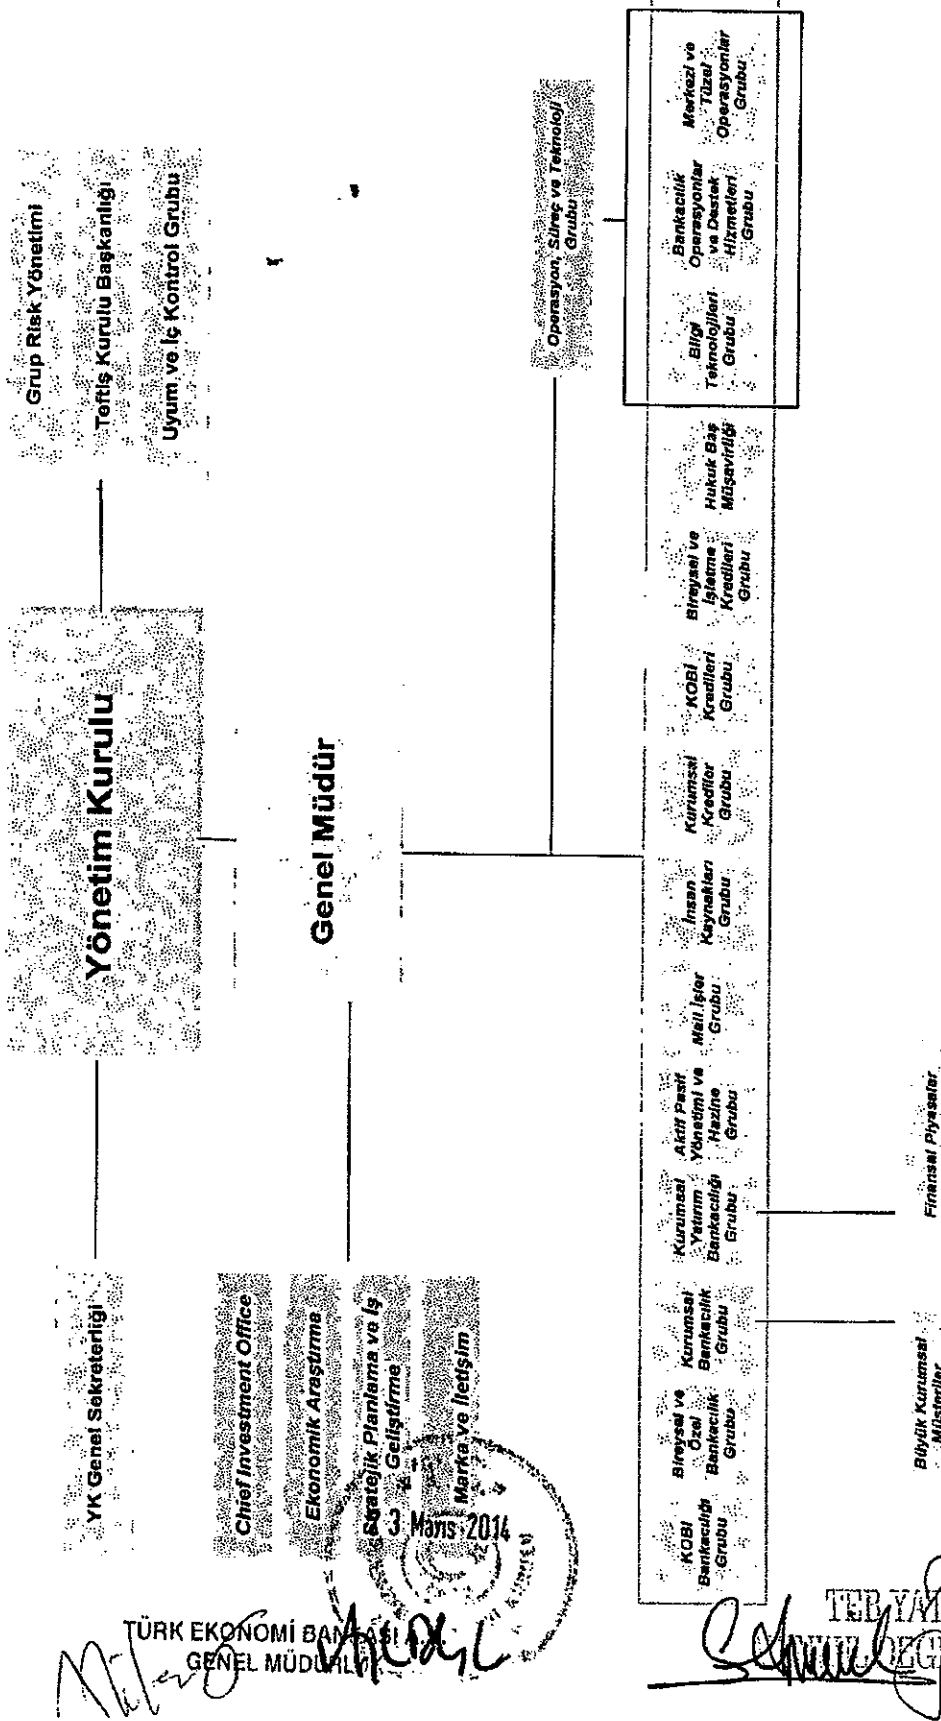 Yönetim Kurulu
YK Genel Sekreterliği
Grup Risk Yönetimi
Teftiş Kurulu Başkanlığı
Uyum ve İç Kontrol Grubu
Genel Müdür
Chief Investment Office
Ekonomik Araştırma
Stratejik Planlama ve İş
Geliştirme
Marka ve İletişim
3 Mayıs 2014
Operasyon, Süreç ve Teknoloji
Grubu
KOBİ
Bankacılığı
Grubu
Bireysel ve
Özel
Bankacılık
Grubu
Kurumsal
Bankacılık
Grubu
Kurumsal
Yatırım
Bankacılığı
Grubu
Aktif Pasif
Yönetimi ve
Hazine
Grubu
Mali İşler
Grubu
İnsan
Kaynakları
Grubu
Kurumsal
Krediler
Grubu
KOBİ
Kredileri
Grubu
Bireysel ve
İşletme
Kredileri
Grubu
Hukuk Baş
Müşavirliği
Bilgi
Teknolojileri
Grubu
Bankacılık
Operasyonlar
ve Destek
Hizmetleri
Grubu
Merkezi ve
Tüzel
Operasyonlar
Grubu
Büyük Kurumsal
Müşteriler
Finansal Piyasalar
TÜRK EKONOMİ BANKASI
GENEL MÜDÜRLÜ
TEB YAT